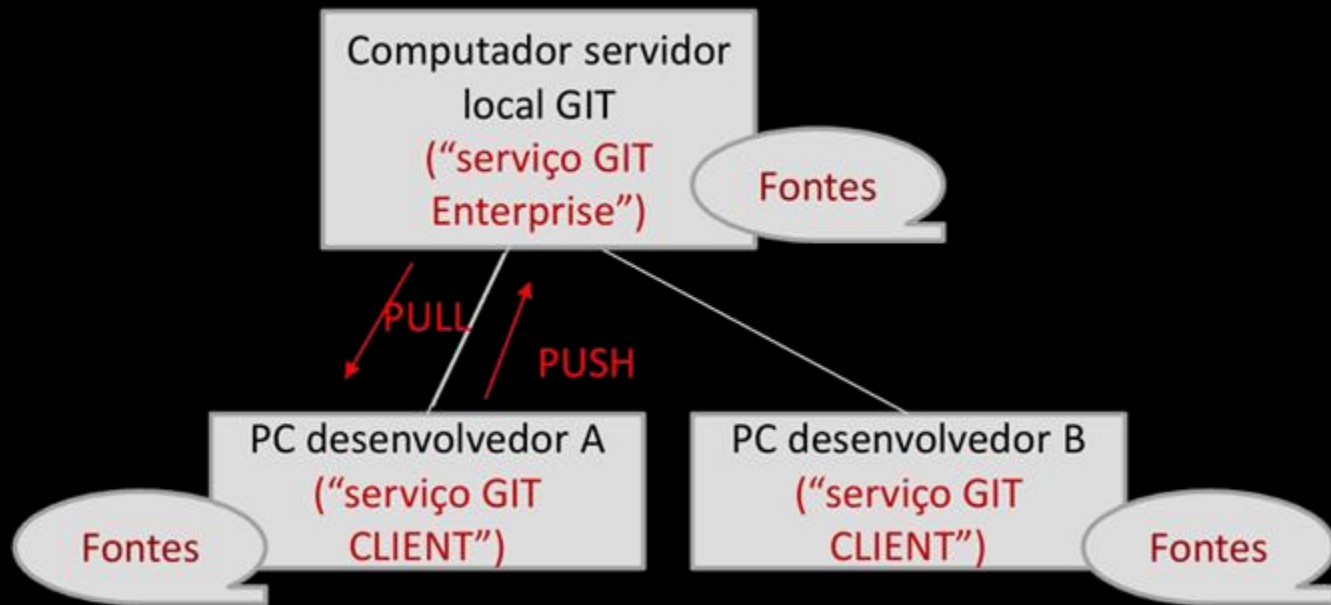 Computador servidor
local GIT
(“serviço GIT
Enterprise”)
Fontes
PULL
PUSH
PC desenvolvedor A
(“serviço GIT
CLIENT”)
Fontes
PC desenvolvedor B
(“serviço GIT
CLIENT”)
Fontes